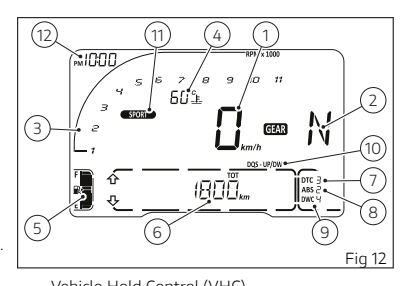 12 11 4 1
PM 10:00 RPM x 1000
1 2 3 4 5 6 7 8 9 10 11
60°C
SPORT
0 km/h GEAR N
2
3
DQS - UP/DW
10
TOT
1800 km
F
E
DTC 3
ABS 2
DWC 4
7
8
5 6 9
Fig 12
Vehicle Hold Control (VHC)